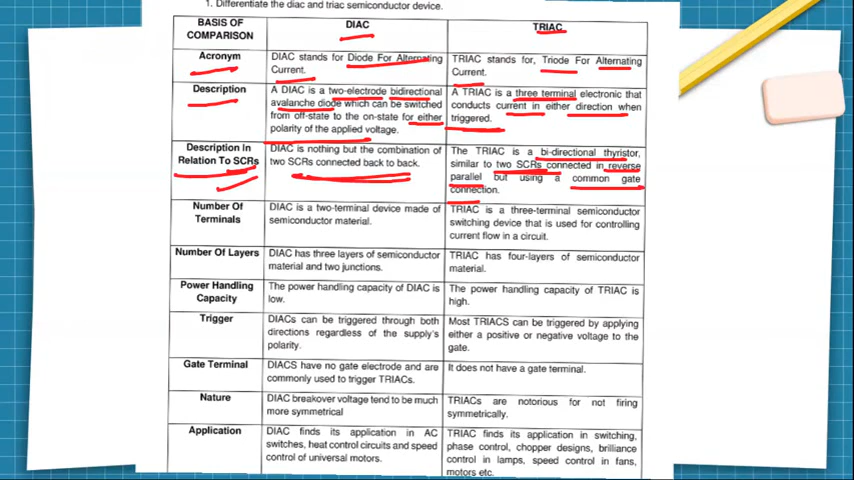 1. Differentiate the diac and triac semiconductor device.
BASIS OF
COMPARISON
DIAC
TRIAC
Acronym
DIAC stands for Diode For Alternating
Current.
TRIAC stands for, Triode For Alternating
Current.
Description
A DIAC is a two-electrode bidirectional
avalanche diode which can be switched
from off-state to the on-state for either
polarity of the applied voltage.
A TRIAC is a three terminal electronic that
conducts current in either direction when
triggered.
Description In
Relation To SCRs
DIAC is nothing but the combination of
two SCRs connected back to back.
The TRIAC is a bi-directional thyristor,
similar to two SCRs connected in reverse
parallel but using a common gate
connection.
Number Of
Terminals
DIAC is a two-terminal device made of
semiconductor material.
TRIAC is a three-terminal semiconductor
switching device that is used for controlling
current flow in a circuit.
Number Of Layers
DIAC has three layers of semiconductor
material and two junctions.
TRIAC has four-layers of semiconductor
material.
Power Handling
Capacity
The power handling capacity of DIAC is
low.
The power handling capacity of TRIAC is
high.
Trigger
DIACs can be triggered through both
directions regardless of the supply's
polarity.
Most TRIACS can be triggered by applying
either a positive or negative voltage to the
gate.
Gate Terminal
DIACS have no gate electrode and are
commonly used to trigger TRIACs.
It does not have a gate terminal.
Nature
DIAC breakover voltage tend to be much
more symmetrical
TRIACs are notorious for not firing
symmetrically.
Application
DIAC finds its application in AC
switches, heat control circuits and speed
control of universal motors.
TRIAC finds its application in switching,
phase control, chopper designs, brilliance
control in lamps, speed control in fans,
motors etc.